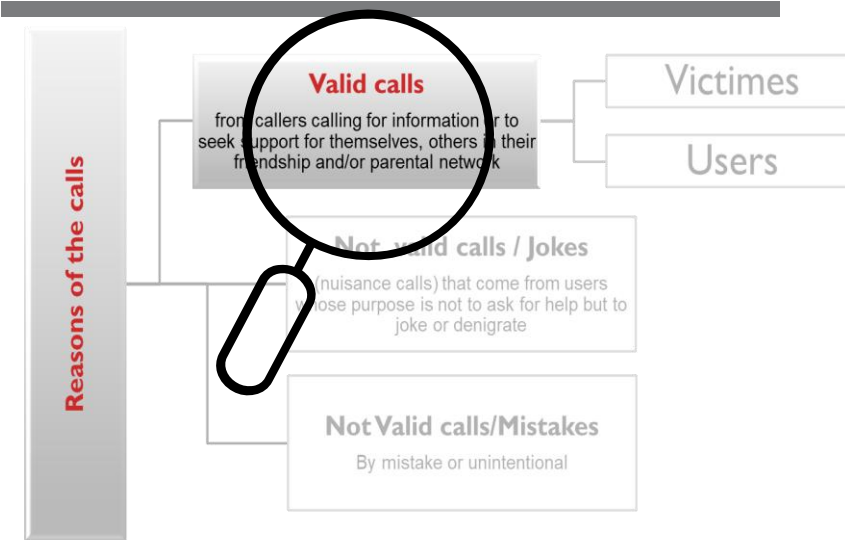 Reasons of the calls
Valid calls
from callers calling for information or to
seek support for themselves, others in their
friendship and/or parental network
Victimes
Users
Not valid calls / Jokes
(nuisance calls) that come from users
whose purpose is not to ask for help but to
joke or denigrate
Not Valid calls/Mistakes
By mistake or unintentional